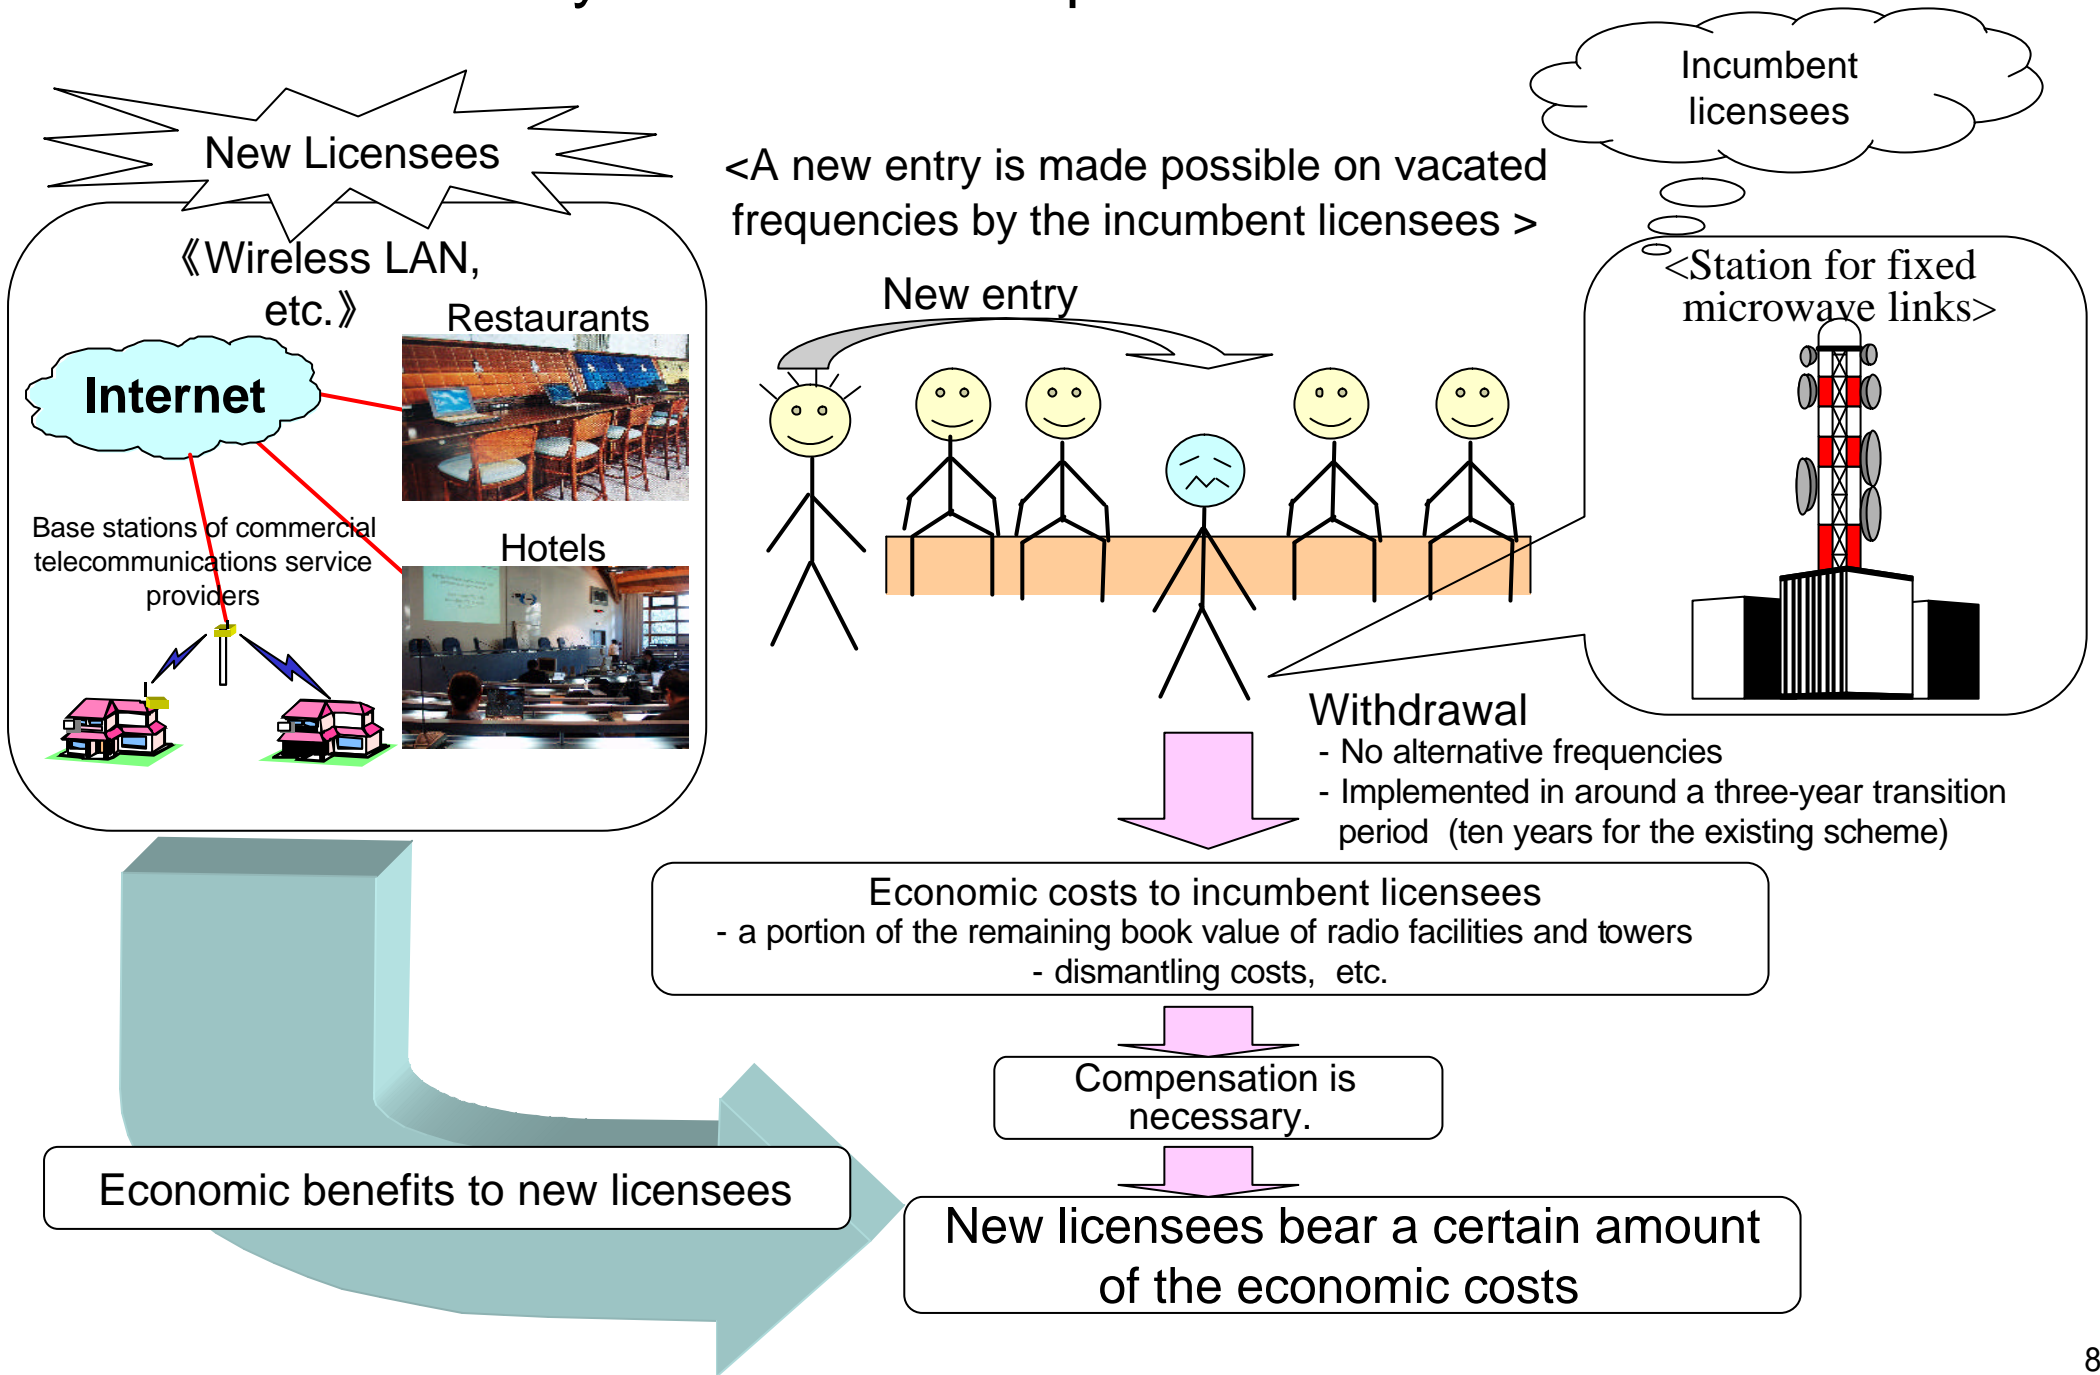 New Licensees
《Wireless LAN,
etc.》
Internet
Restaurants
Hotels
Base stations of commercial
telecommunications service
providers
<A new entry is made possible on vacated
frequencies by the incumbent licensees >
New entry
Incumbent
licensees
<Station for fixed
microwave links>
Withdrawal
- No alternative frequencies
- Implemented in around a three-year transition
period (ten years for the existing scheme)
Economic costs to incumbent licensees
- a portion of the remaining book value of radio facilities and towers
- dismantling costs, etc.
Compensation is
necessary.
Economic benefits to new licensees
New licensees bear a certain amount
of the economic costs
8